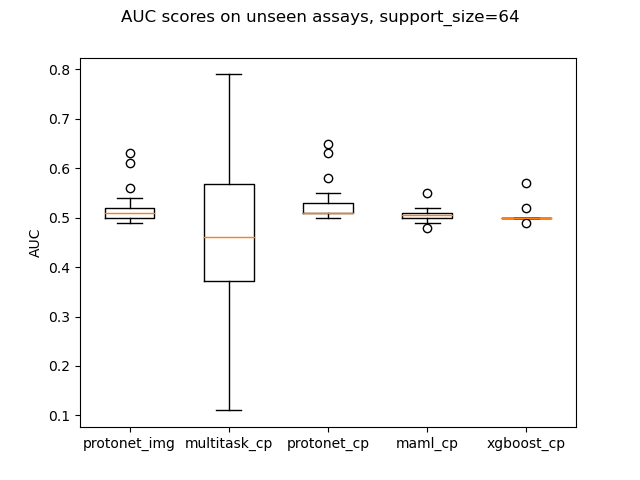 AUC scores on unseen assays, support_size=64
0.8
0.7
0.6
0.5
0.4
0.3
0.2
0.1
AUC
protonet_img multitask_cp protonet_cp maml_cp xgboost_cp